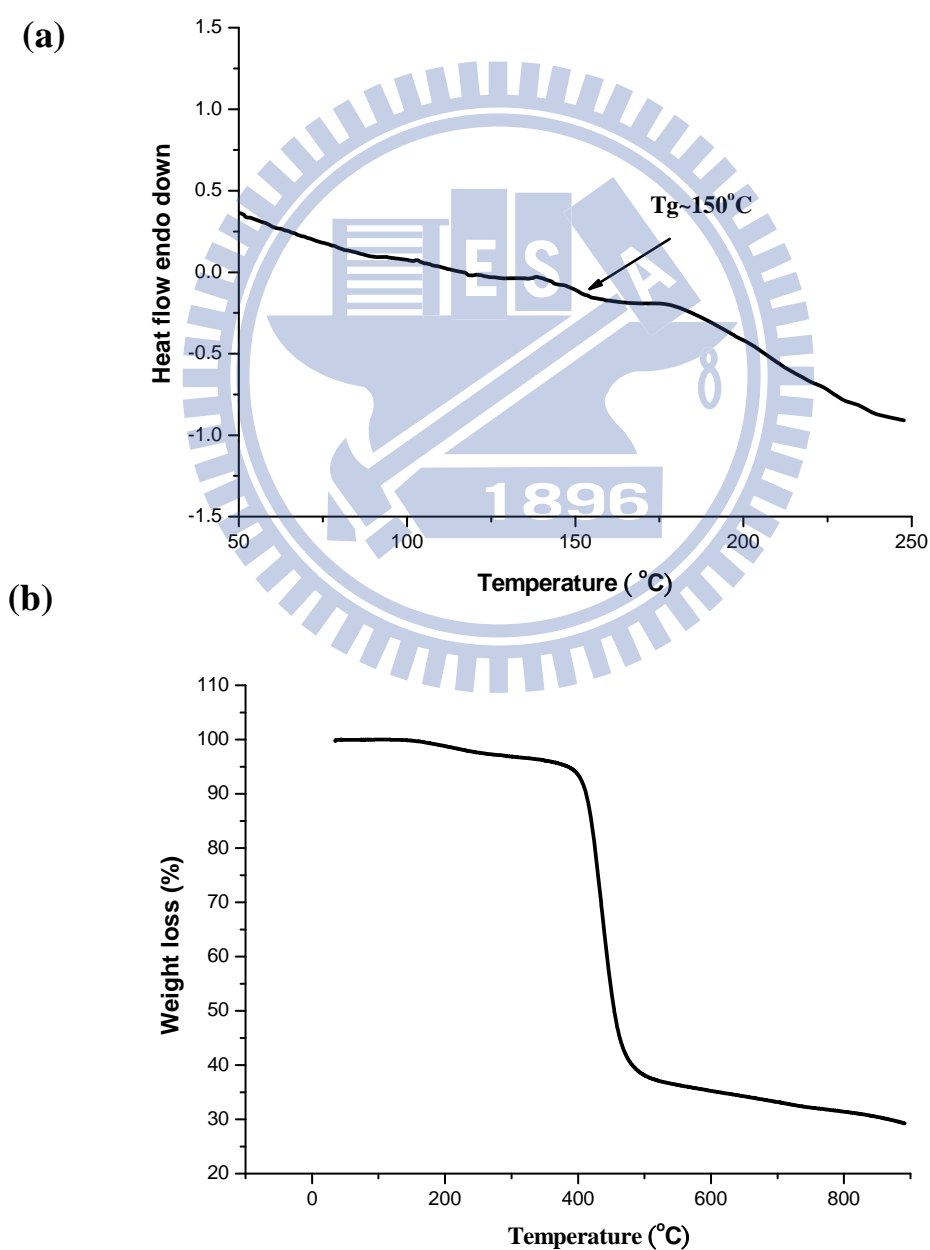 (a)
1.5
1.0
0.5
0.0
-0.5
-1.0
-1.5
Heat flow endo down
Tg~150°C
ESA
1896
50 100 150 200 250
Temperature ( °C)
(b)
110
100
90
80
70
60
50
40
30
20
Weight loss (%)
0 200 400 600 800
Temperature (°C)